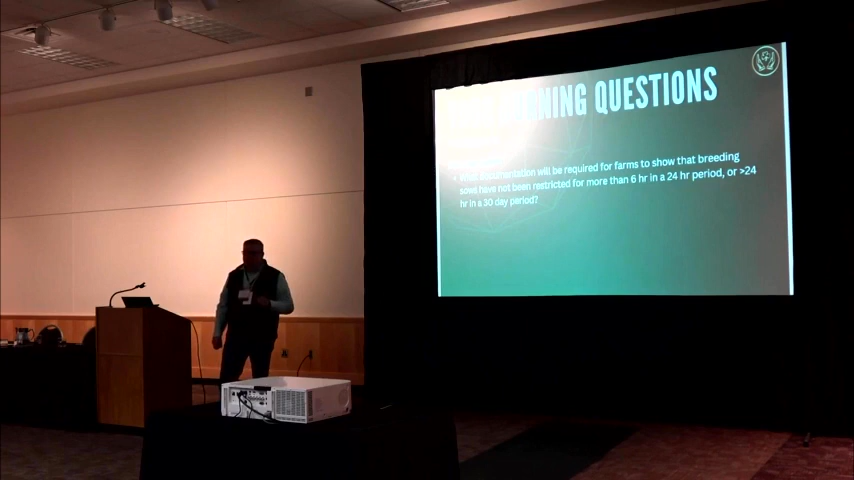 QUESTIONS
• What documentation will be required for farms to show that breeding
sows have not been restricted for more than 6 hr in a 24 hr period, or >24
hr in a 30 day period?